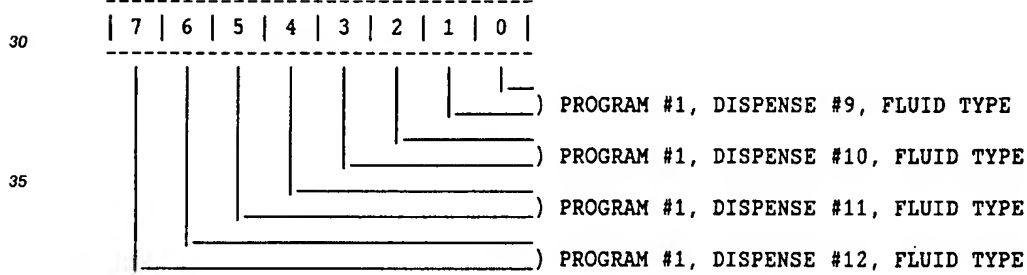 30 | 7 | 6 | 5 | 4 | 3 | 2 | 1 | 0 |
) PROGRAM #1, DISPENSE #9, FLUID TYPE
) PROGRAM #1, DISPENSE #10, FLUID TYPE
35
) PROGRAM #1, DISPENSE #11, FLUID TYPE
) PROGRAM #1, DISPENSE #12, FLUID TYPE